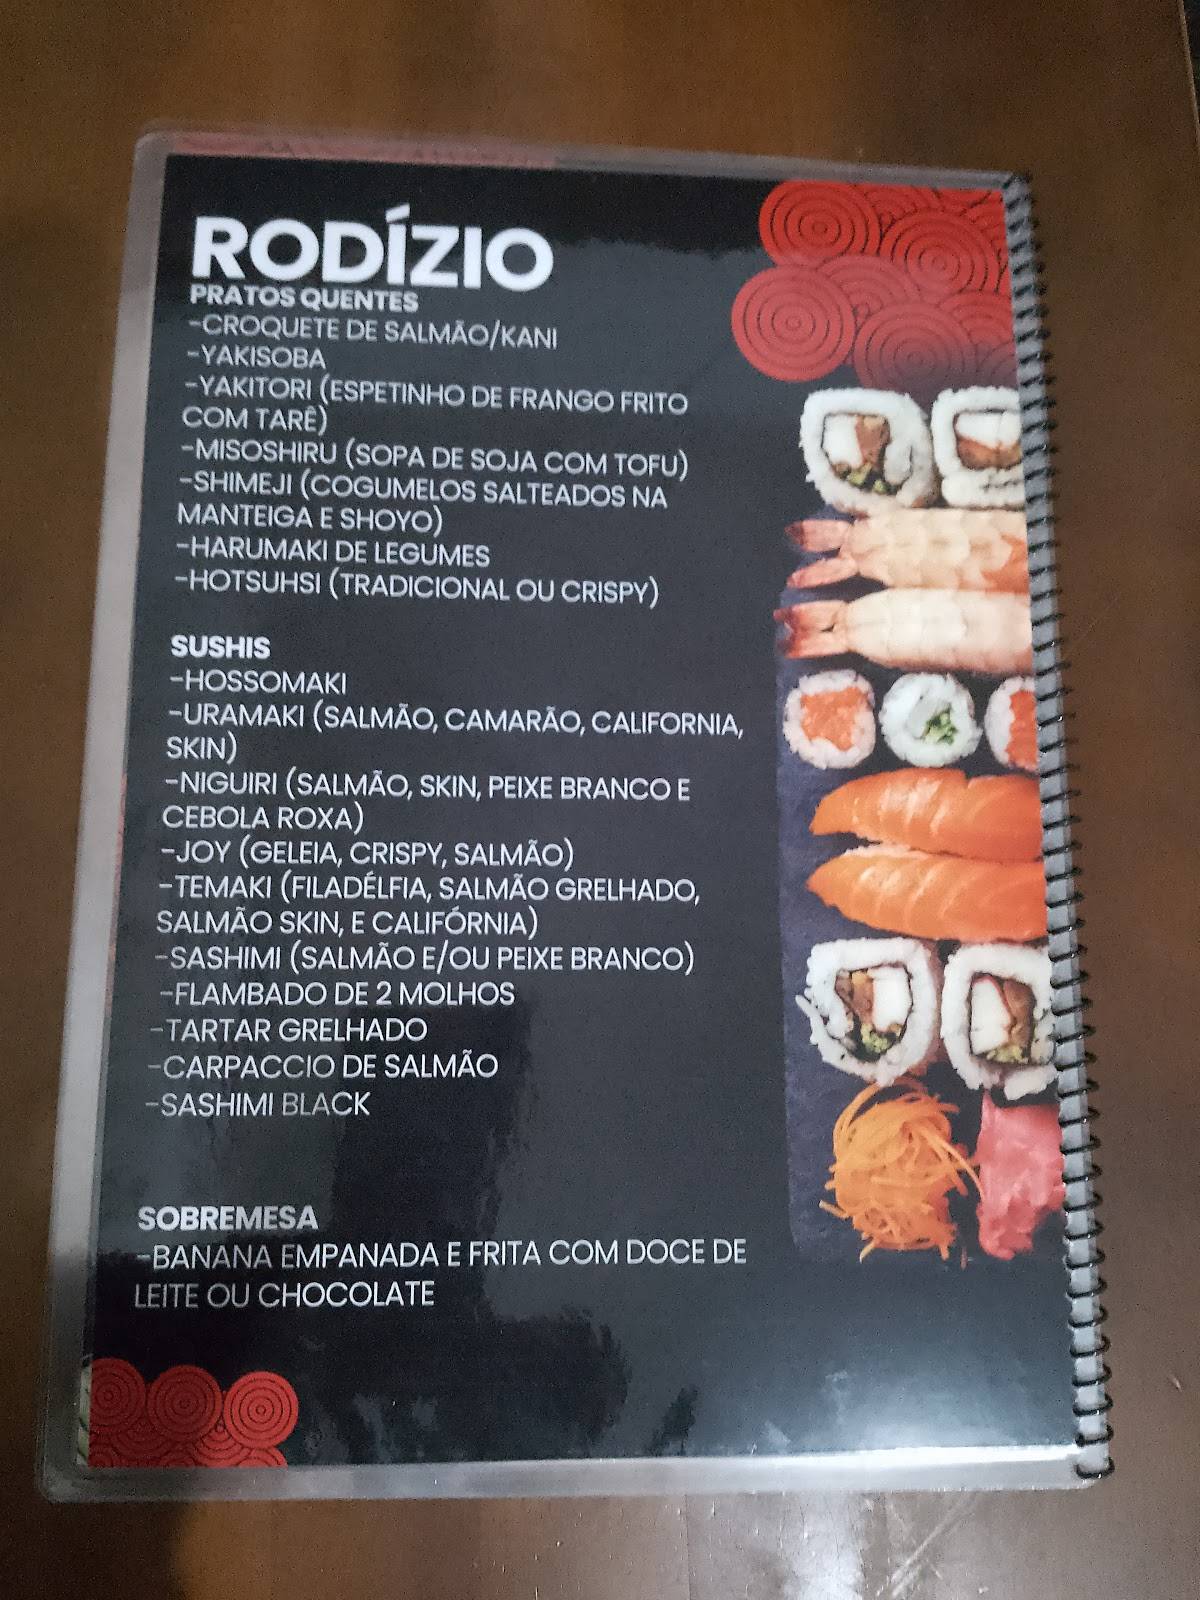 RODÍZIO
PRATOS QUENTES
-CROQUETE DE SALMÃO/KANI
-YAKISOBA
-YAKITORI (ESPETINHO DE FRANGO FRITO
COM TARÊ)
-MISOSHIRU (SOPA DE SOJA COM TOFU)
-SHIMEJI (COGUMELOS SALTEADOS NA
MANTEIGA E SHOYO)
-HARUMAKI DE LEGUMES
-HOTSUHSI (TRADICIONAL OU CRISPY)
SUSHIS
-HOSSOMAKI
-URAMAKI (SALMÃO, CAMARÃO, CALIFORNIA,
SKIN)
-NIGUIRI (SALMÃO, SKIN, PEIXE BRANCO E
CEBOLA ROXA)
-JOY (GELEIA, CRISPY, SALMÃO)
-TEMAKI (FILADÉLFIA, SALMÃO GRELHADO,
SALMÃO SKIN, E CALIFÓRNIA)
-SASHIMI (SALMÃO E/OU PEIXE BRANCO)
-FLAMBADO DE 2 MOLHOS
-TARTAR GRELHADO
-CARPACCIO DE SALMÃO
-SASHIMI BLACK
SOBREMESA
-BANANA EMPANADA E FRITA COM DOCE DE
LEITE OU CHOCOLATE